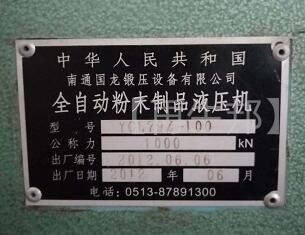 中华人民共和国
南通国龙锻压设备有限公司
全自动粉末制品液压机
型号
公称力 1000 kN
出厂编号 2012.06.06
出厂日期 2012 年 06 月
电话:0513-87891300